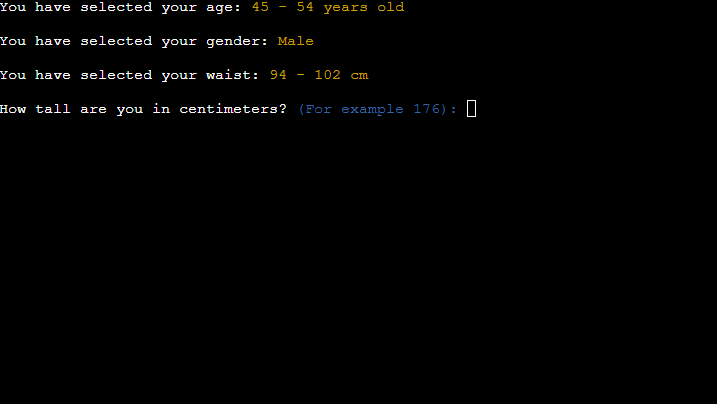 You have selected your age: 45 - 54 years old
You have selected your gender: Male
You have selected your waist: 94 - 102 cm
How tall are you in centimeters? (For example 176):